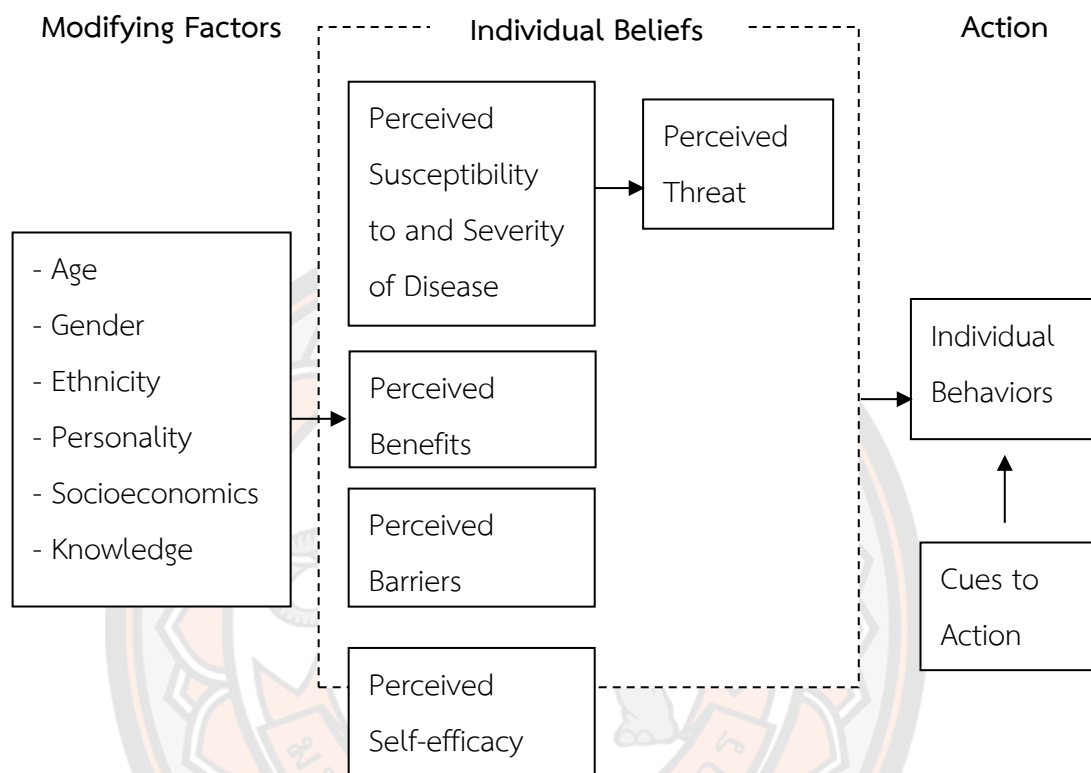 Modifying Factors
Individual Beliefs
Action
- Age
- Gender
- Ethnicity
- Personality
- Socioeconomics
- Knowledge
Perceived
Susceptibility
to and Severity
of Disease
Perceived
Threat
Perceived
Benefits
Perceived
Barriers
Perceived
Self-efficacy
Individual
Behaviors
Cues to
Action